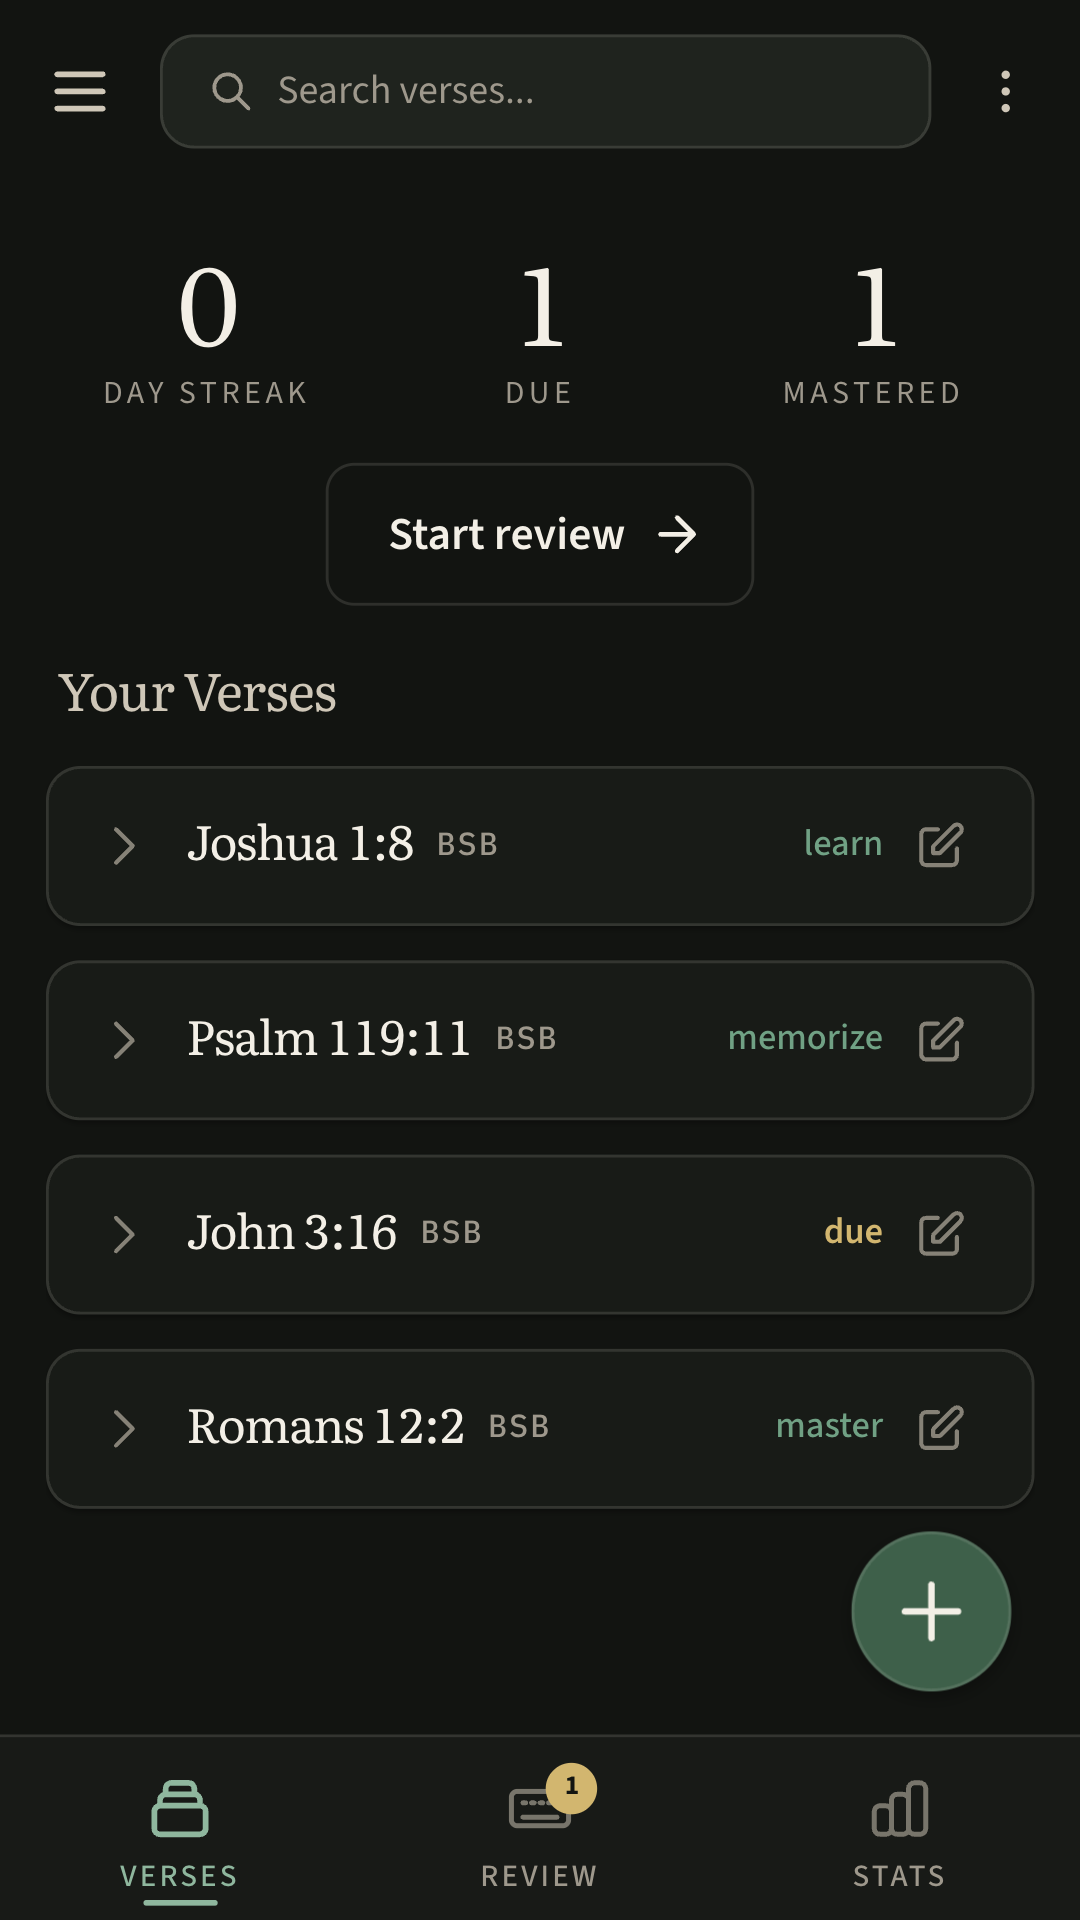 Search verses...
0 1 1
DAY STREAK DUE MASTERED
Start review
Your Verses
Joshua 1:8 BSB learn
Psalm 119:11 BSB memorize
John 3:16 BSB due
Romans 12:2 BSB master
1
VERSES REVIEW STATS